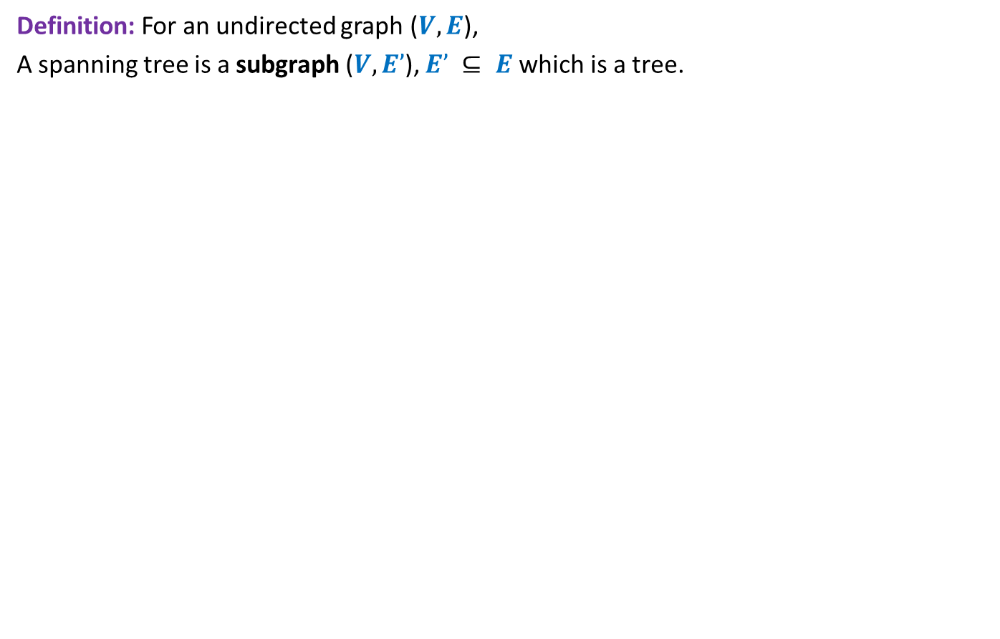 Definition: For an undirected graph (V, E),
A spanning tree is a subgraph (V, E’), E’ ⊆ E which is a tree.